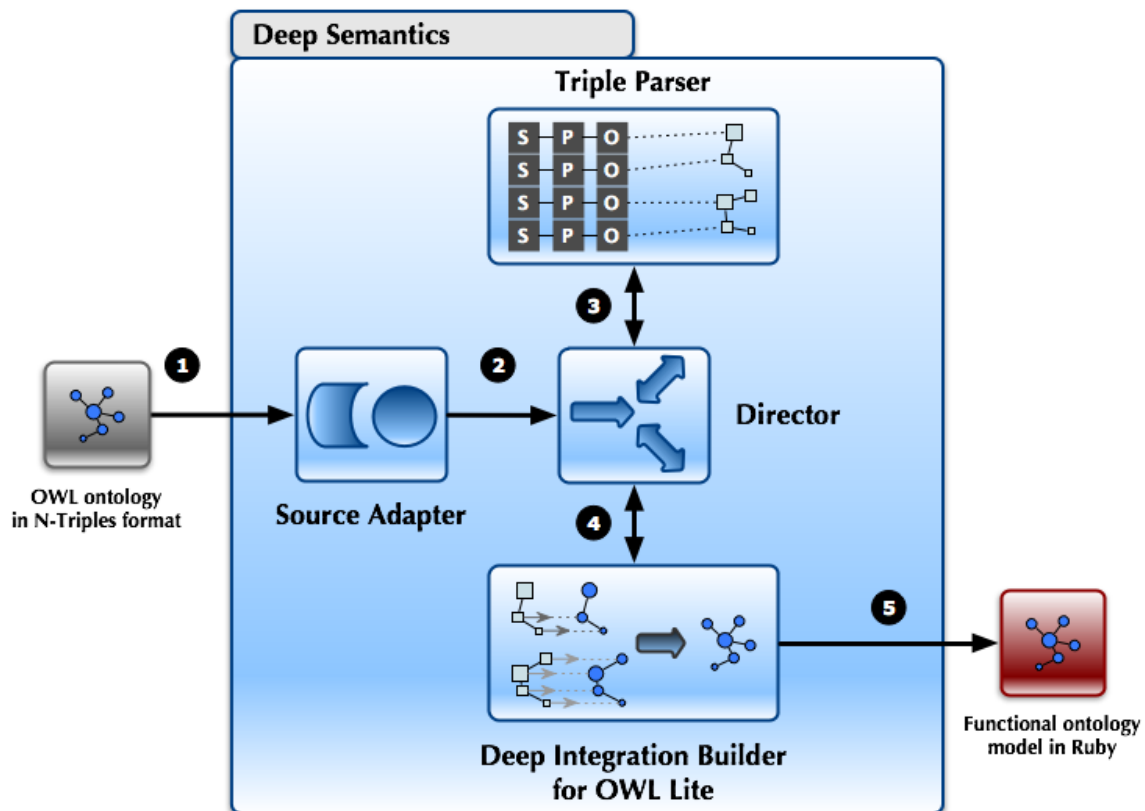 Deep Semantics
Triple Parser
S P O
S P O
S P O
S P O
3
1
2
Director
OWL ontology
in N-Triples format
Source Adapter
4
5
Deep Integration Builder
for OWL Lite
Functional ontology
model in Ruby